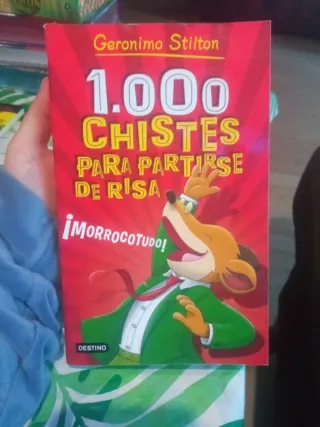 Geronimo Stilton
1.000
CHISTES
PARA PARTIRSE
DE RISA
¡MORROCOTUDO!
DESTINO